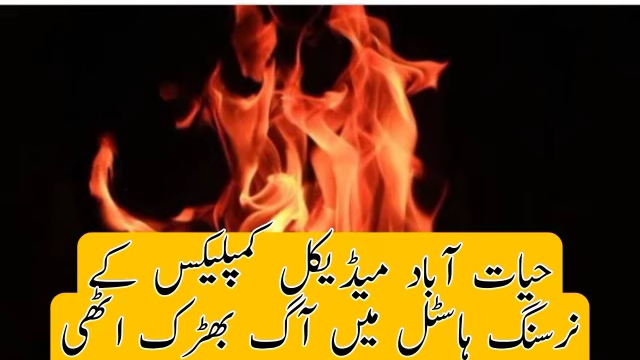 حیات آباد میڈیکل کمپلیکس کے
نرسنگ ہاسٹل میں آگ بھڑک اٹھی